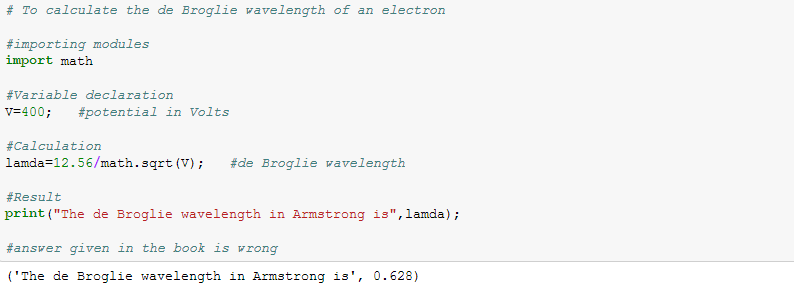 # To calculate the de Broglie wavelength of an electron
#importing modules
import math
#Variable declaration
V=400;   #potential in Volts
#Calculation
lamda=12.56/math.sqrt(V);   #de Broglie wavelength
#Result
print("The de Broglie wavelength in Armstrong is",lamda);
#answer given in the book is wrong
('The de Broglie wavelength in Armstrong is', 0.628)